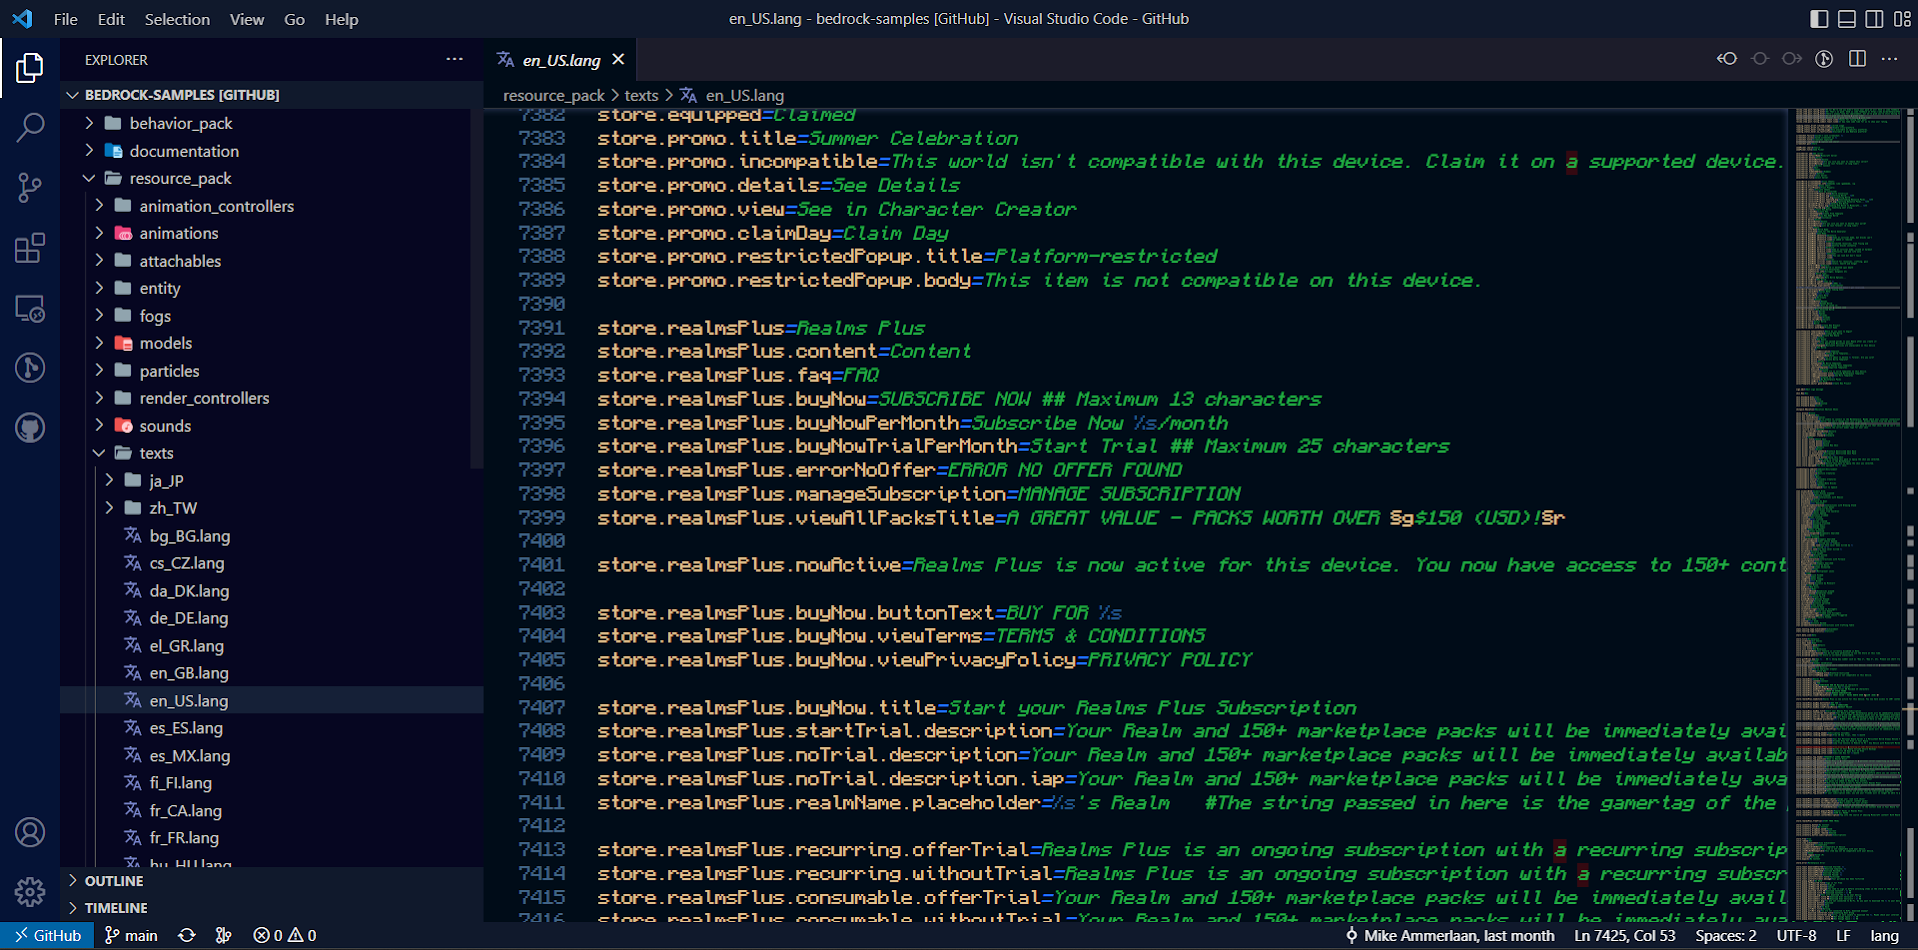 File Edit Selection View Go Help
en_US.lang - bedrock-samples [GitHub] - Visual Studio Code - GitHub
EXPLORER
BEDROCK-SAMPLES [GITHUB]
behavior_pack
documentation
resource_pack
animation_controllers
animations
attachables
entity
fogs
models
particles
render_controllers
sounds
texts
ja_JP
zh_TW
bg_BG.lang
cs_CZ.lang
da_DK.lang
de_DE.lang
el_GR.lang
en_GB.lang
en_US.lang
es_ES.lang
es_MX.lang
fi_FI.lang
fr_CA.lang
fr_FR.lang
hu_HU.lang
OUTLINE
TIMELINE
en_US.lang
resource_pack > texts > en_US.lang
7382 store.equipped=Claimed
7383 store.promo.title=Summer Celebration
7384 store.promo.incompatible=This world isn't compatible with this device. Claim it on a supported device.
7385 store.promo.details=See Details
7386 store.promo.view=See in Character Creator
7387 store.promo.claimDay=Claim Day
7388 store.promo.restrictedPopup.title=Platform-restricted
7389 store.promo.restrictedPopup.body=This item is not compatible on this device.
7390
7391 store.realmsPlus=Realms Plus
7392 store.realmsPlus.content=Content
7393 store.realmsPlus.faq=FAQ
7394 store.realmsPlus.buyNow=SUBSCRIBE NOW ## Maximum 13 characters
7395 store.realmsPlus.buyNowPerMonth=Subscribe Now %s/month
7396 store.realmsPlus.buyNowTrialPerMonth=Start Trial ## Maximum 25 characters
7397 store.realmsPlus.errorNoOffer=ERROR NO OFFER FOUND
7398 store.realmsPlus.manageSubscription=MANAGE SUBSCRIPTION
7399 store.realmsPlus.viewAllPacksTitle=A GREAT VALUE - PACKS WORTH OVER §g$150 (USD)!§r
7400
7401 store.realmsPlus.nowActive=Realms Plus is now active for this device. You now have access to 150+ cont
7402
7403 store.realmsPlus.buyNow.buttonText=BUY FOR %s
7404 store.realmsPlus.buyNow.viewTerms=TERMS & CONDITIONS
7405 store.realmsPlus.buyNow.viewPrivacyPolicy=PRIVACY POLICY
7406
7407 store.realmsPlus.buyNow.title=Start your Realms Plus Subscription
7408 store.realmsPlus.startTrial.description=Your Realm and 150+ marketplace packs will be immediately avai
7409 store.realmsPlus.noTrial.description=Your Realm and 150+ marketplace packs will be immediately availab
7410 store.realmsPlus.noTrial.description.iap=Your Realm and 150+ marketplace packs will be immediately ava
7411 store.realmsPlus.realmName.placeholder=%s's Realm #The string passed in here is the gamertag of the
7412
7413 store.realmsPlus.recurring.offerTrial=Realms Plus is an ongoing subscription with a recurring subscrip
7414 store.realmsPlus.recurring.withoutTrial=Realms Plus is an ongoing subscription with a recurring subscr
7415 store.realmsPlus.consumable.offerTrial=Your Realm and 150+ marketplace packs will be immediately avail
7416 store.realmsPlus.consumable.withoutTrial=Your Realm and 150+ marketplace packs will be immediately ava
GitHub main 0 0 Mike Ammerlaan, last month Ln 7425, Col 53 Spaces: 2 UTF-8 LF lang